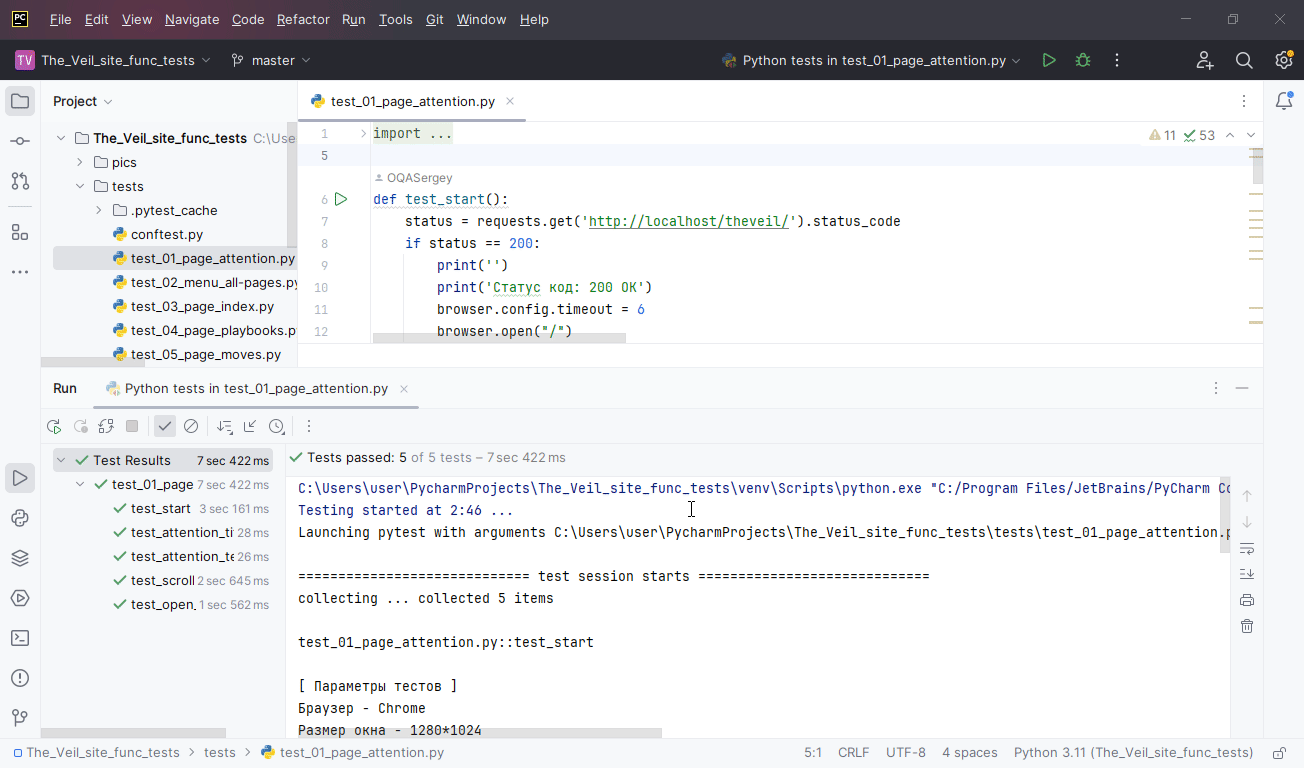 PC File Edit View Navigate Code Refactor Run Tools Git Window Help
TV The_Veil_site_func_tests master Python tests in test_01_page_attention.py
Project
test_01_page_attention.py
The_Veil_site_func_tests C:\Use
pics
tests
.pytest_cache
conftest.py
test_01_page_attention.py
test_02_menu_all-pages.py
test_03_page_index.py
test_04_page_playbooks.p
test_05_page_moves.py
1 import ...
11 53
5
OQASergey
6 def test_start():
7 status = requests.get('http://localhost/theveil/').status_code
8 if status == 200:
9 print('')
10 print('Статус код: 200 OK')
11 browser.config.timeout = 6
12 browser.open("/")
Run Python tests in test_01_page_attention.py
Test Results 7 sec 422 ms
test_01_page 7 sec 422 ms
test_start 3 sec 161 ms
test_attention_ti 28 ms
test_attention_te 26 ms
test_scroll 2 sec 645 ms
test_open_ 1 sec 562 ms
Tests passed: 5 of 5 tests – 7 sec 422 ms
C:\Users\user\PycharmProjects\The_Veil_site_func_tests\venv\Scripts\python.exe "C:/Program Files/JetBrains/PyCharm Co
Testing started at 2:46 ...
Launching pytest with arguments C:\Users\user\PycharmProjects\The_Veil_site_func_tests\tests\test_01_page_attention.p
============================= test session starts =============================
collecting ... collected 5 items
test_01_page_attention.py::test_start
[ Параметры тестов ]
Браузер - Chrome
Размер окна - 1280*1024
The_Veil_site_func_tests tests test_01_page_attention.py 5:1 CRLF UTF-8 4 spaces Python 3.11 (The_Veil_site_func_tests)